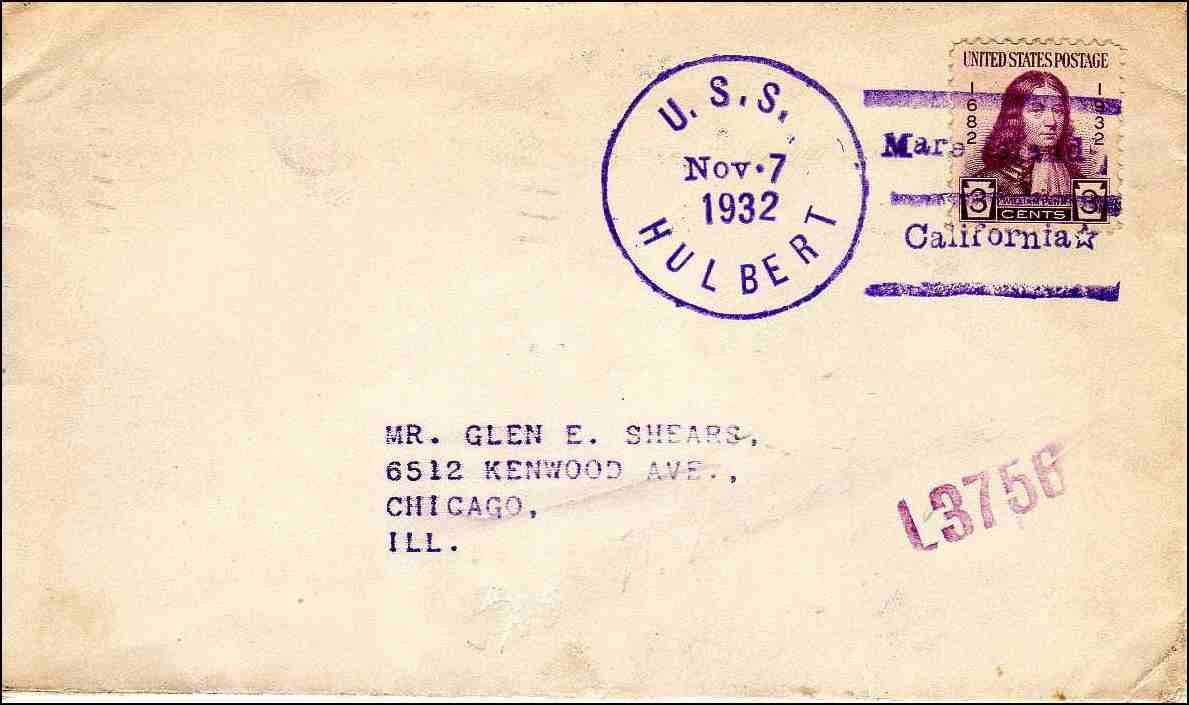 U.S.S.
Nov.7
1932
HULBERT
UNITED STATES POSTAGE
1682
1932
Mare
3 3
CENTS
California☆
MR. GLEN E. SHEARS,
6512 KENWOOD AVE.,
CHICAGO,
ILL.
L3756